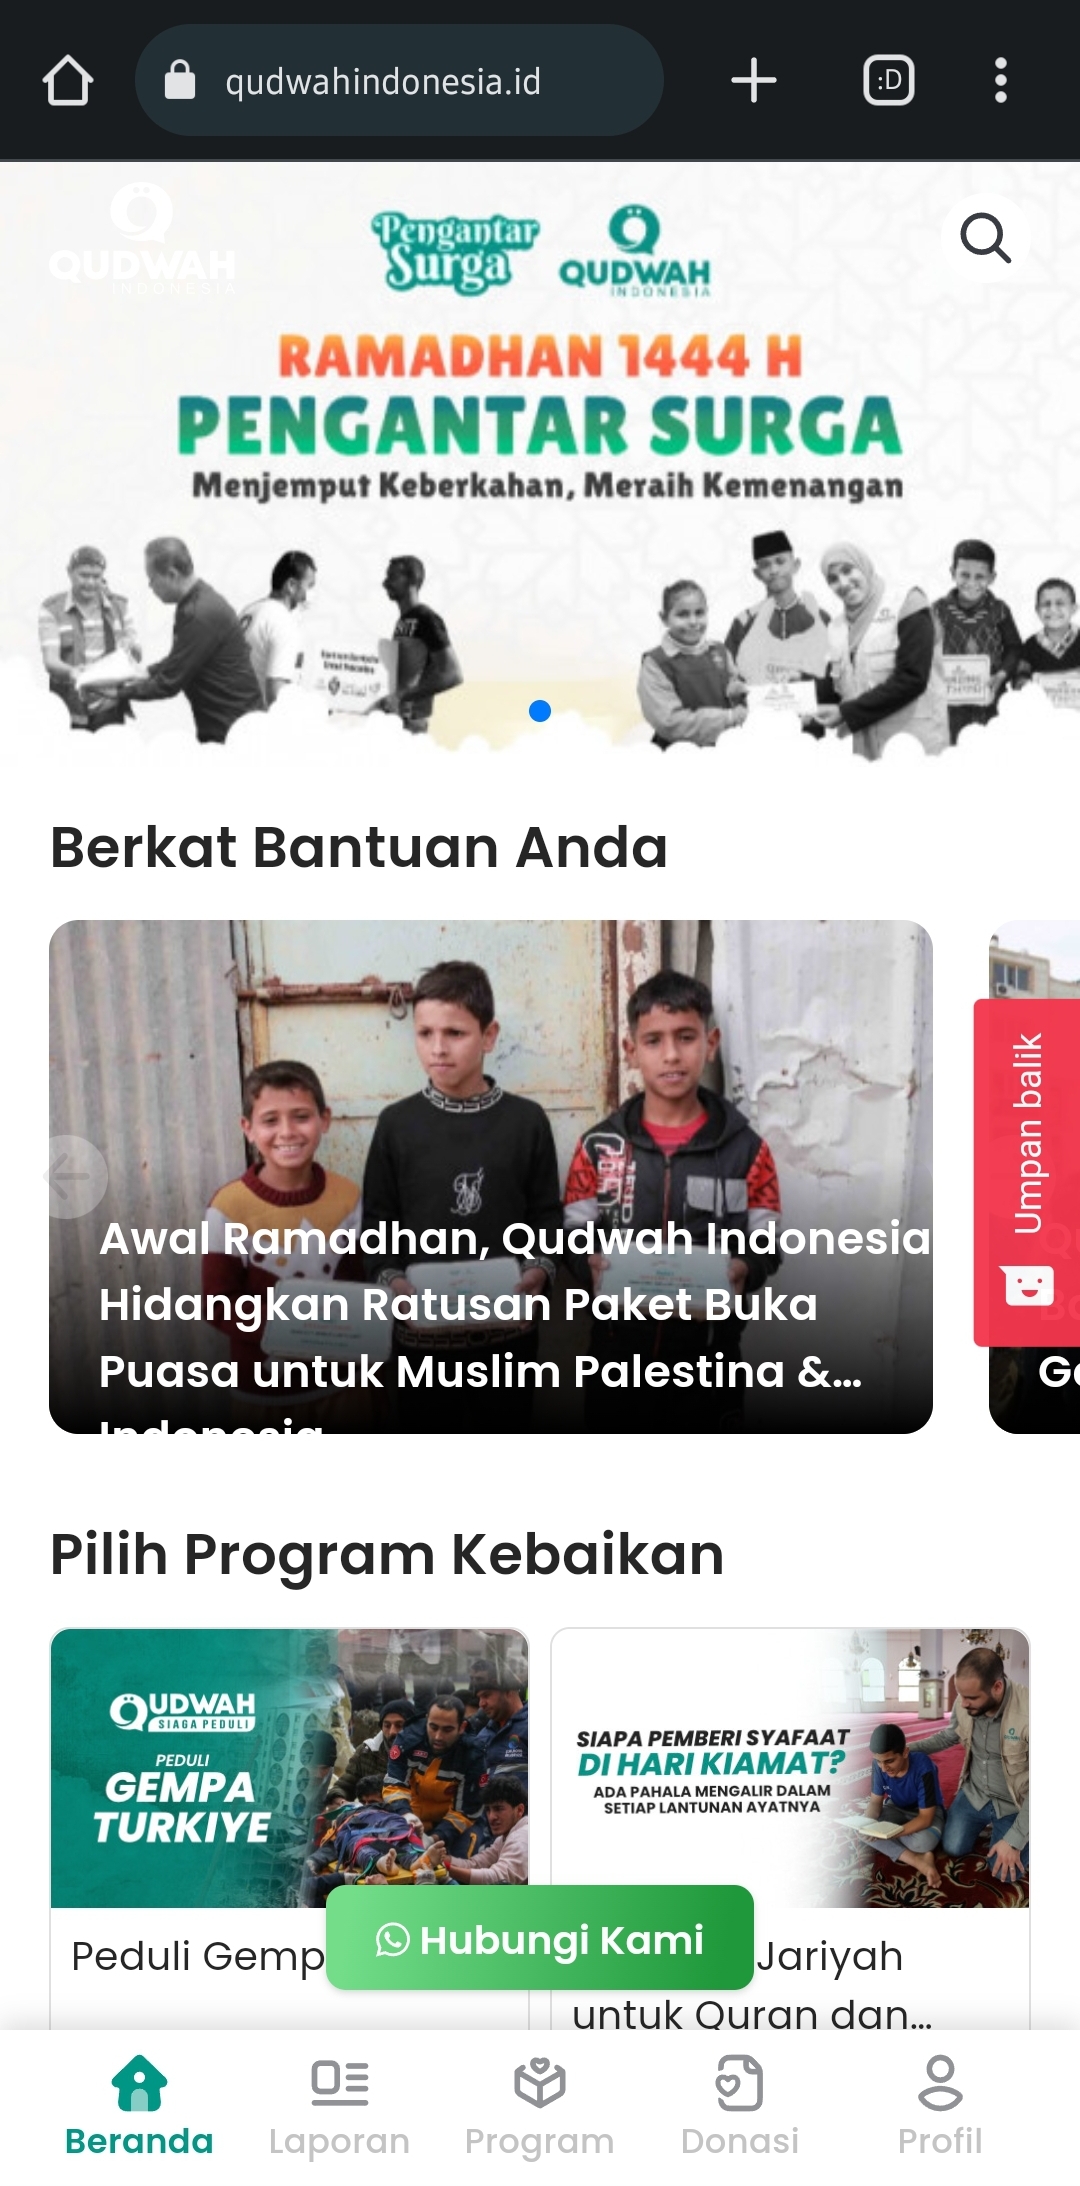 qudwahindonesia.id
:D
QUDWAH
INDONESIA
Pengantar
Surga
QUDWAH
INDONESIA
RAMADHAN 1444 H
PENGANTAR SURGA
Menjemput Keberkahan, Meraih Kemenangan
Berkat Bantuan Anda
Awal Ramadhan, Qudwah Indonesia
Hidangkan Ratusan Paket Buka
Puasa untuk Muslim Palestina &...
Indonesia
Ge
Umpan balik
Pilih Program Kebaikan
QUDWAH
SIAGA PEDULI
PEDULI
GEMPA
TURKIYE
SIAPA PEMBERI SYAFAAT
DI HARI KIAMAT?
ADA PAHALA MENGALIR DALAM
SETIAP LANTUNAN AYATNYA
Peduli Gemp
Jariyah
untuk Quran dan...
Hubungi Kami
Beranda
Laporan
Program
Donasi
Profil